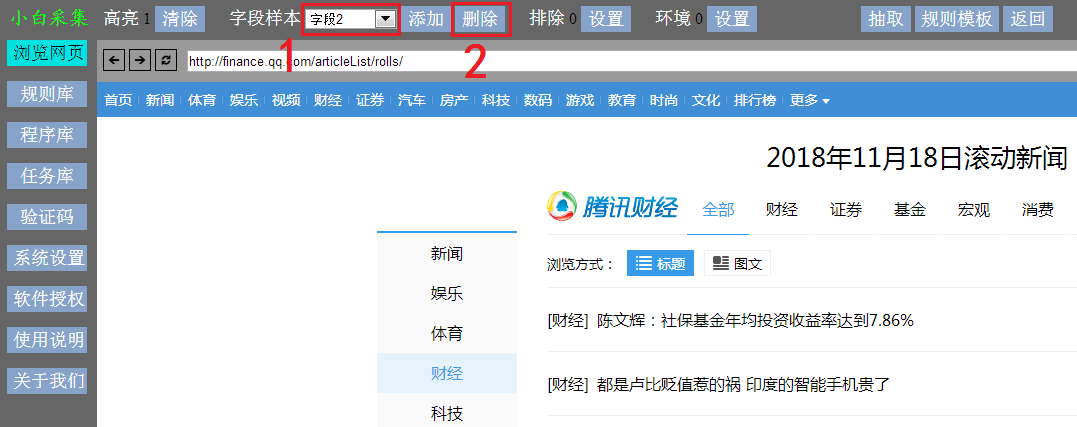 小白采集 高亮 1 清除 字段样本 字段2 添加 删除 排除 0 设置 环境 0 设置 抽取 规则模板 返回
1
2
浏览网页
规则库
程序库
任务库
验证码
系统设置
软件授权
使用说明
关于我们
http://finance.qq.com/articleList/rolls/
首页 新闻 体育 娱乐 视频 财经 证券 汽车 房产 科技 数码 游戏 教育 时尚 文化 排行榜 更多
2018年11月18日滚动新闻
腾讯财经 全部 财经 证券 基金 宏观 消费
新闻
娱乐
体育
财经
科技
浏览方式： 标题 图文
[财经] 陈文辉：社保基金年均投资收益率达到7.86%
[财经] 都是卢比贬值惹的祸 印度的智能手机贵了